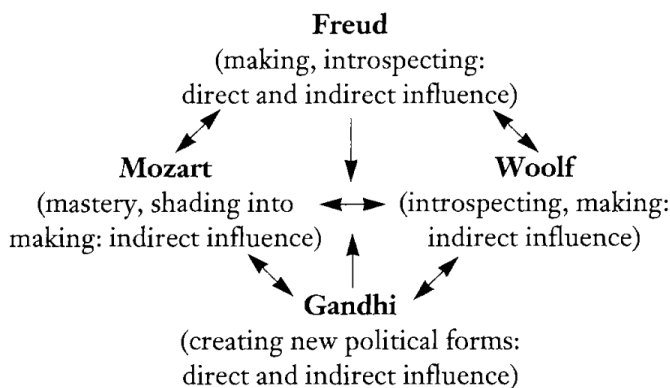 Freud
(making, introspecting:
direct and indirect influence)
Mozart
(mastery, shading into
making: indirect influence)
Woolf
(introspecting, making:
indirect influence)
Gandhi
(creating new political forms:
direct and indirect influence)